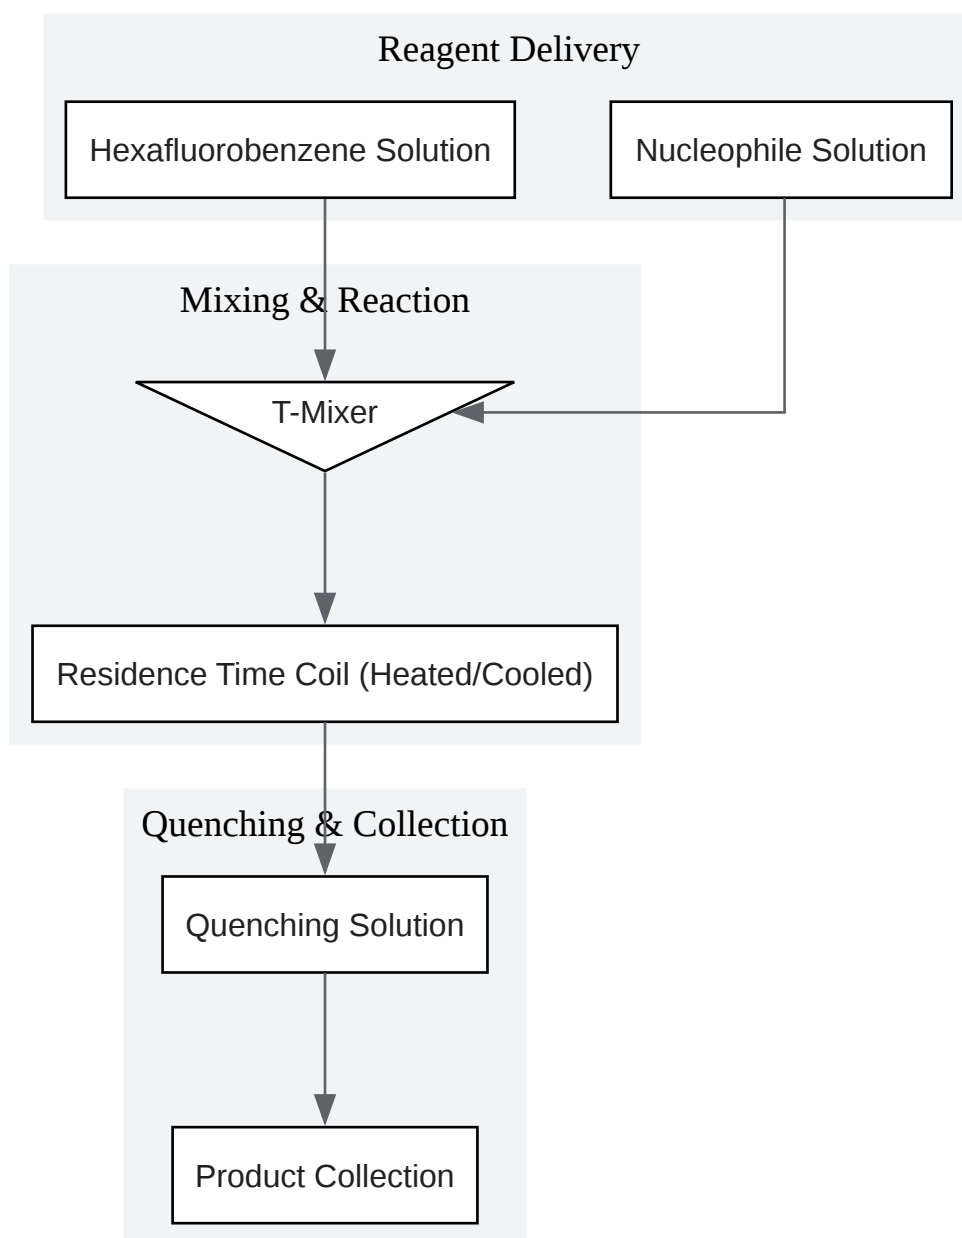 Reagent Delivery
Hexafluorobenzene Solution
Nucleophile Solution
Mixing & Reaction
T-Mixer
Residence Time Coil (Heated/Cooled)
Quenching & Collection
Quenching Solution
Product Collection